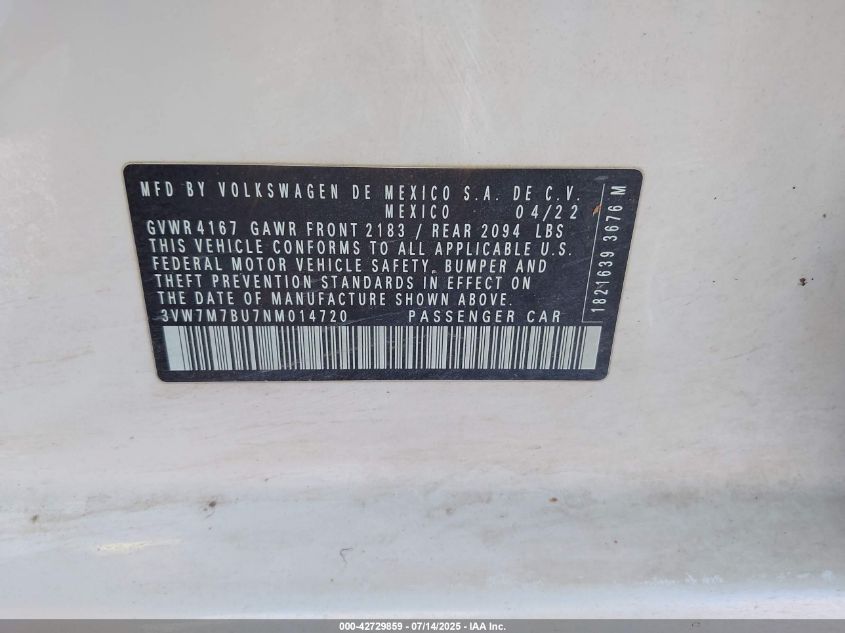 MFD BY VOLKSWAGEN DE MEXICO S.A. DE C.V.
MEXICO 04/22
GVWR 4167 GAWR FRONT 2183 / REAR 2094 LBS
THIS VEHICLE CONFORMS TO ALL APPLICABLE U.S.
FEDERAL MOTOR VEHICLE SAFETY, BUMPER AND
THEFT PREVENTION STANDARDS IN EFFECT ON
THE DATE OF MANUFACTURE SHOWN ABOVE.
3VW7M7BU7NM014720 PASSENGER CAR
1821639 3676 M
000-42729859 - 07/14/2025 - IAA Inc.